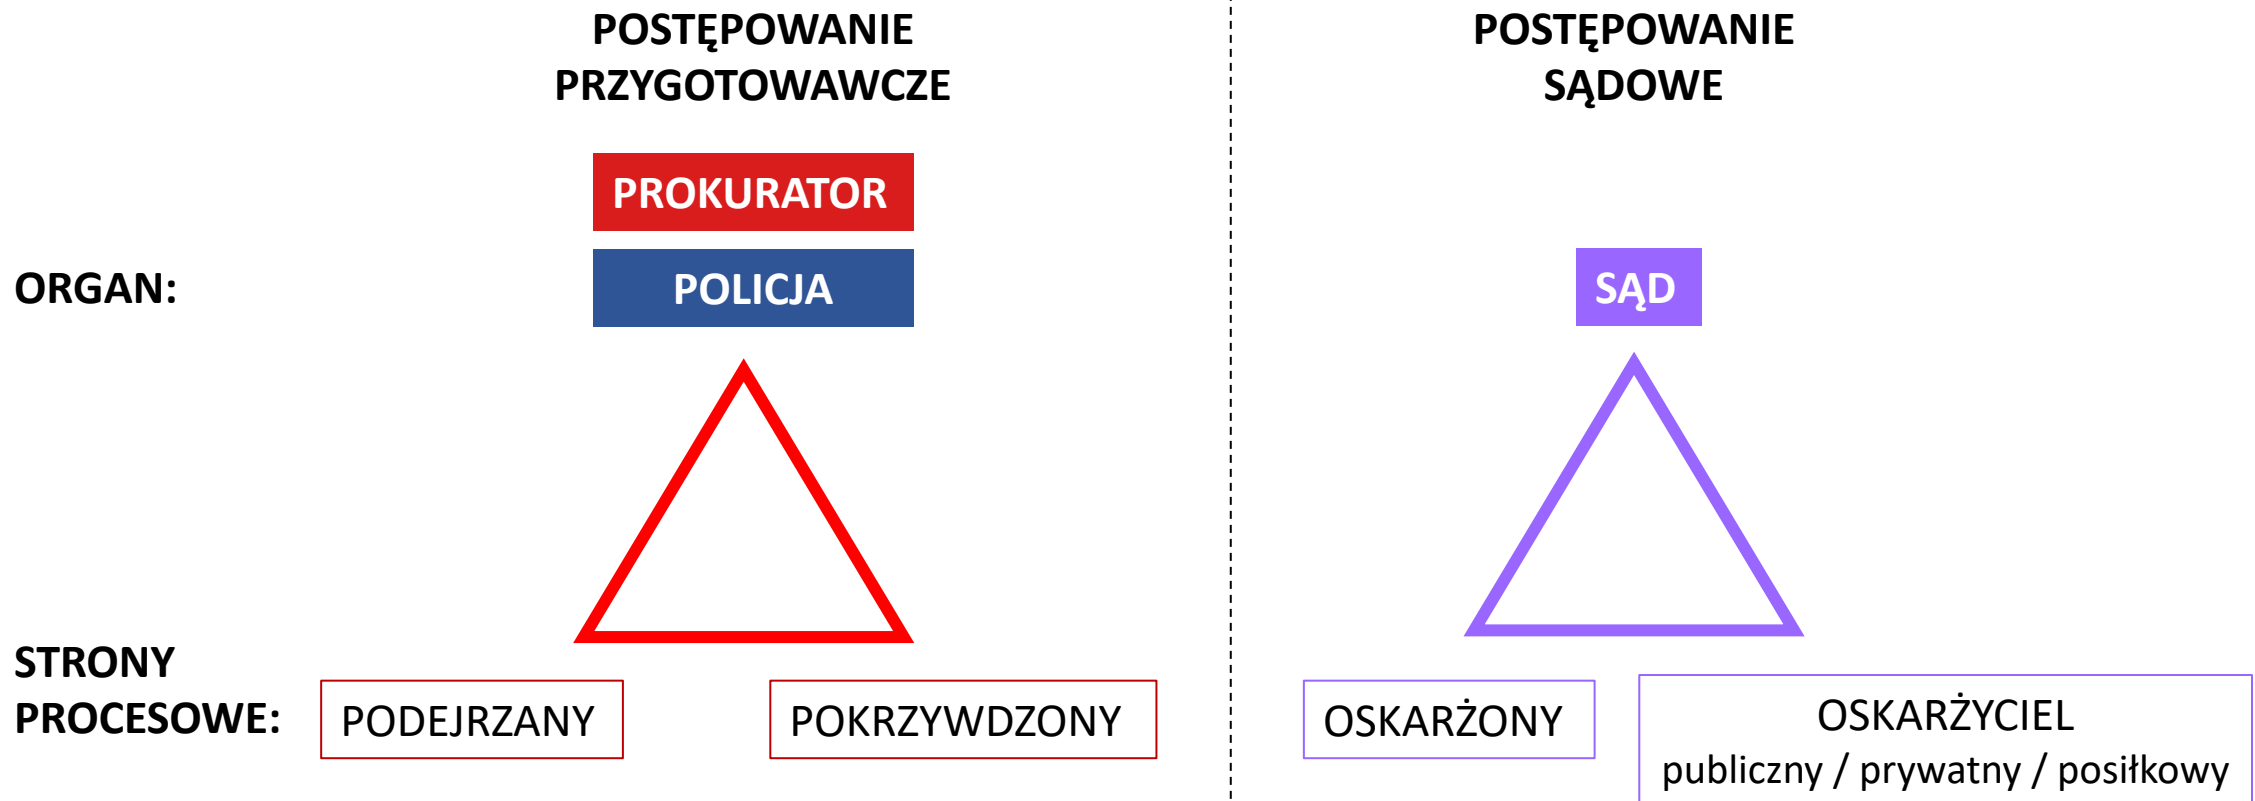 POSTĘPOWANIE
PRZYGOTOWAWCZE
POSTĘPOWANIE
SĄDOWE
PROKURATOR
ORGAN:
POLICJA
SĄD
STRONY
PROCESOWE:
PODEJRZANY
POKRZYWDZONY
OSKARŻONY
OSKARŻYCIEL
publiczny / prywatny / posiłkowy